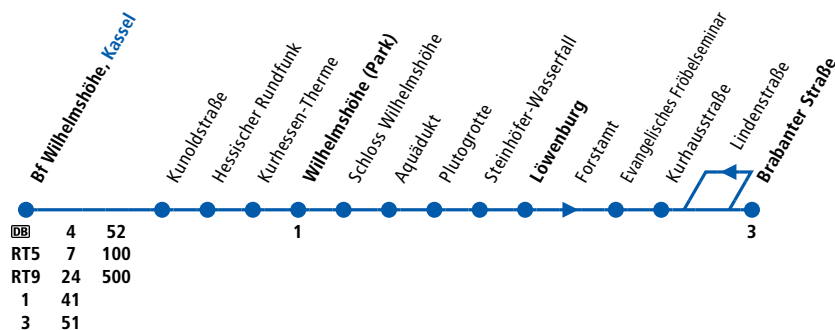 Bf Wilhelmshöhe, Kassel
Kunoldstraße
Hessischer Rundfunk
Kurhessen-Therme
Wilhelmshöhe (Park)
Schloss Wilhelmshöhe
Aquädukt
Plutogrotte
Steinhöfer-Wasserfall
Löwenburg
Forstamt
Evangelisches Fröbelseminar
Kurhausstraße
Lindenstraße
Brabanter Straße
DB 4 52 1 3
RT5 7 100
RT9 24 500
1 41
3 51